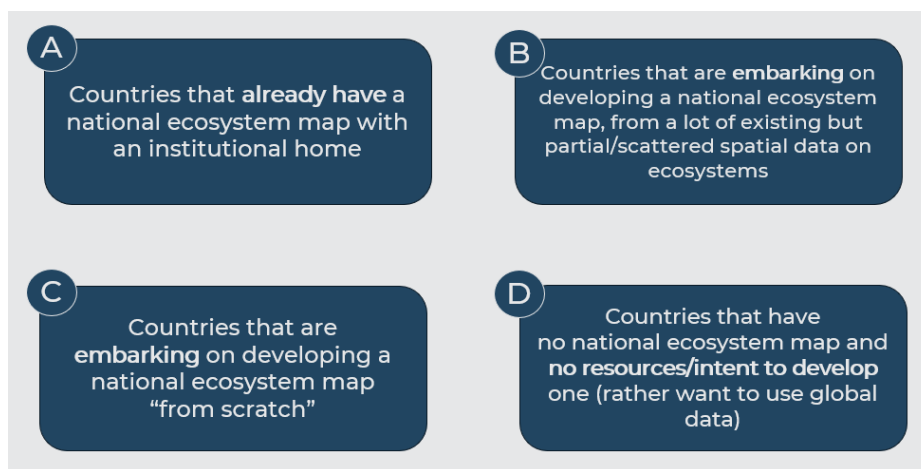 A
Countries that already have a
national ecosystem map with
an institutional home
B
Countries that are embarking on
developing a national ecosystem
map, from a lot of existing but
partial/scattered spatial data on
ecosystems
C
Countries that are
embarking on developing a
national ecosystem map
“from scratch”
D
Countries that have
no national ecosystem map and
no resources/intent to develop
one (rather want to use global
data)